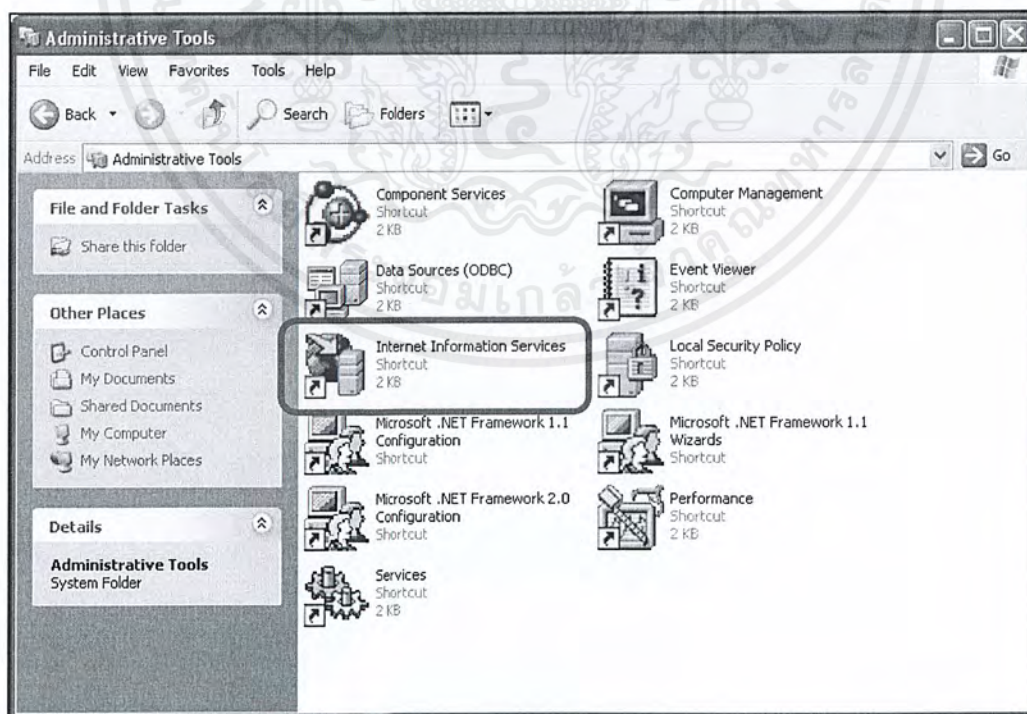 Administrative Tools
File Edit View Favorites Tools Help
Back Search Folders
Address Administrative Tools Go
File and Folder Tasks
Share this folder
Other Places
Control Panel
My Documents
Shared Documents
My Computer
My Network Places
Details
Administrative Tools
System Folder
Component Services
Shortcut
2 KB
Computer Management
Shortcut
2 KB
Data Sources (ODBC)
Shortcut
2 KB
Event Viewer
Shortcut
2 KB
Internet Information Services
Shortcut
2 KB
Local Security Policy
Shortcut
2 KB
Microsoft .NET Framework 1.1
Configuration
Shortcut
Microsoft .NET Framework 1.1
Wizards
Shortcut
Microsoft .NET Framework 2.0
Configuration
Shortcut
Performance
Shortcut
2 KB
Services
Shortcut
2 KB